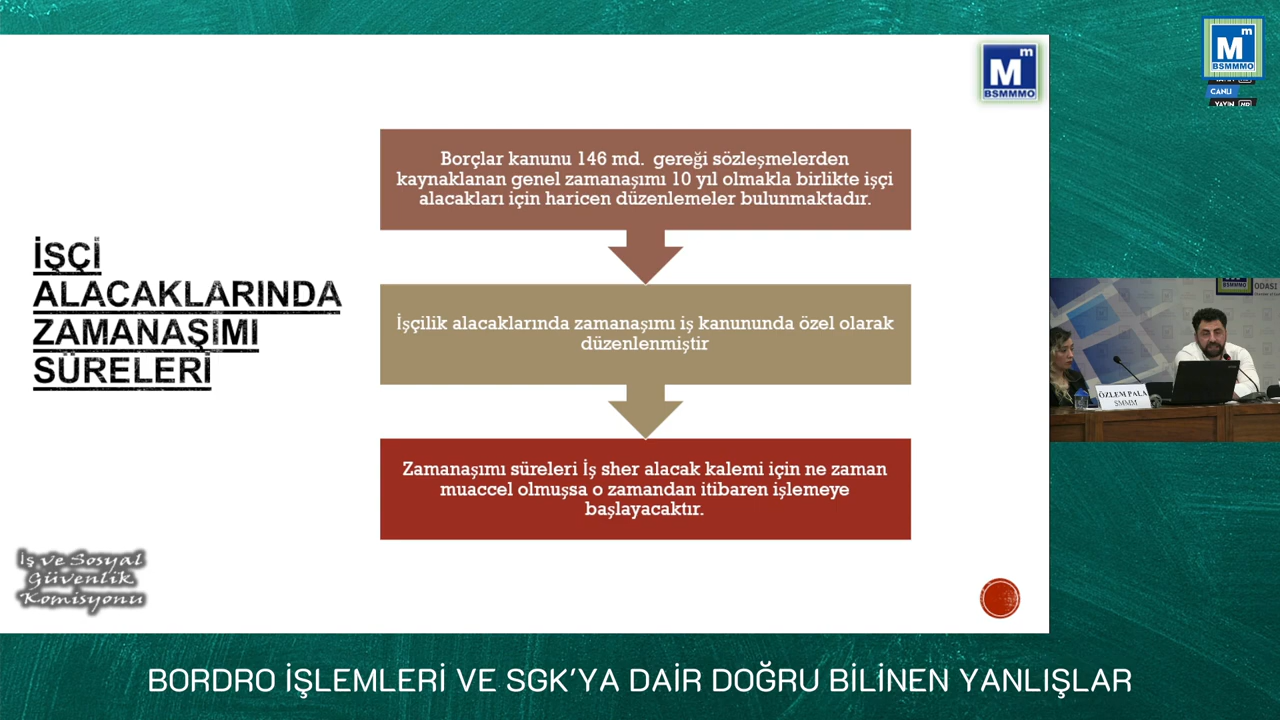 İŞÇİ
ALACAKLARINDA
ZAMANAŞIMI
SÜRELERİ
Borçlar kanunu 146 md. gereği sözleşmelerden
kaynaklanan genel zamanaşımı 10 yıl olmakla birlikte işçi
alacakları için haricen düzenlemeler bulunmaktadır.
İşçilik alacaklarında zamanaşımı iş kanununda özel olarak
düzenlenmiştir
Zamanaşımı süreleri İş sher alacak kalemi için ne zaman
muaccel olmuşsa o zamandan itibaren işlemeye
başlayacaktır.
İş ve Sosyal
Güvenlik
Komisyonu
m
M
BSMMMO
m
M
BSMMMO
CANLI
YAYIN HD
BSMMMO
ODASI
ÖZLEM PALA
SMMM
BORDRO İŞLEMLERİ VE SGK'YA DAİR DOĞRU BİLİNEN YANLIŞLAR